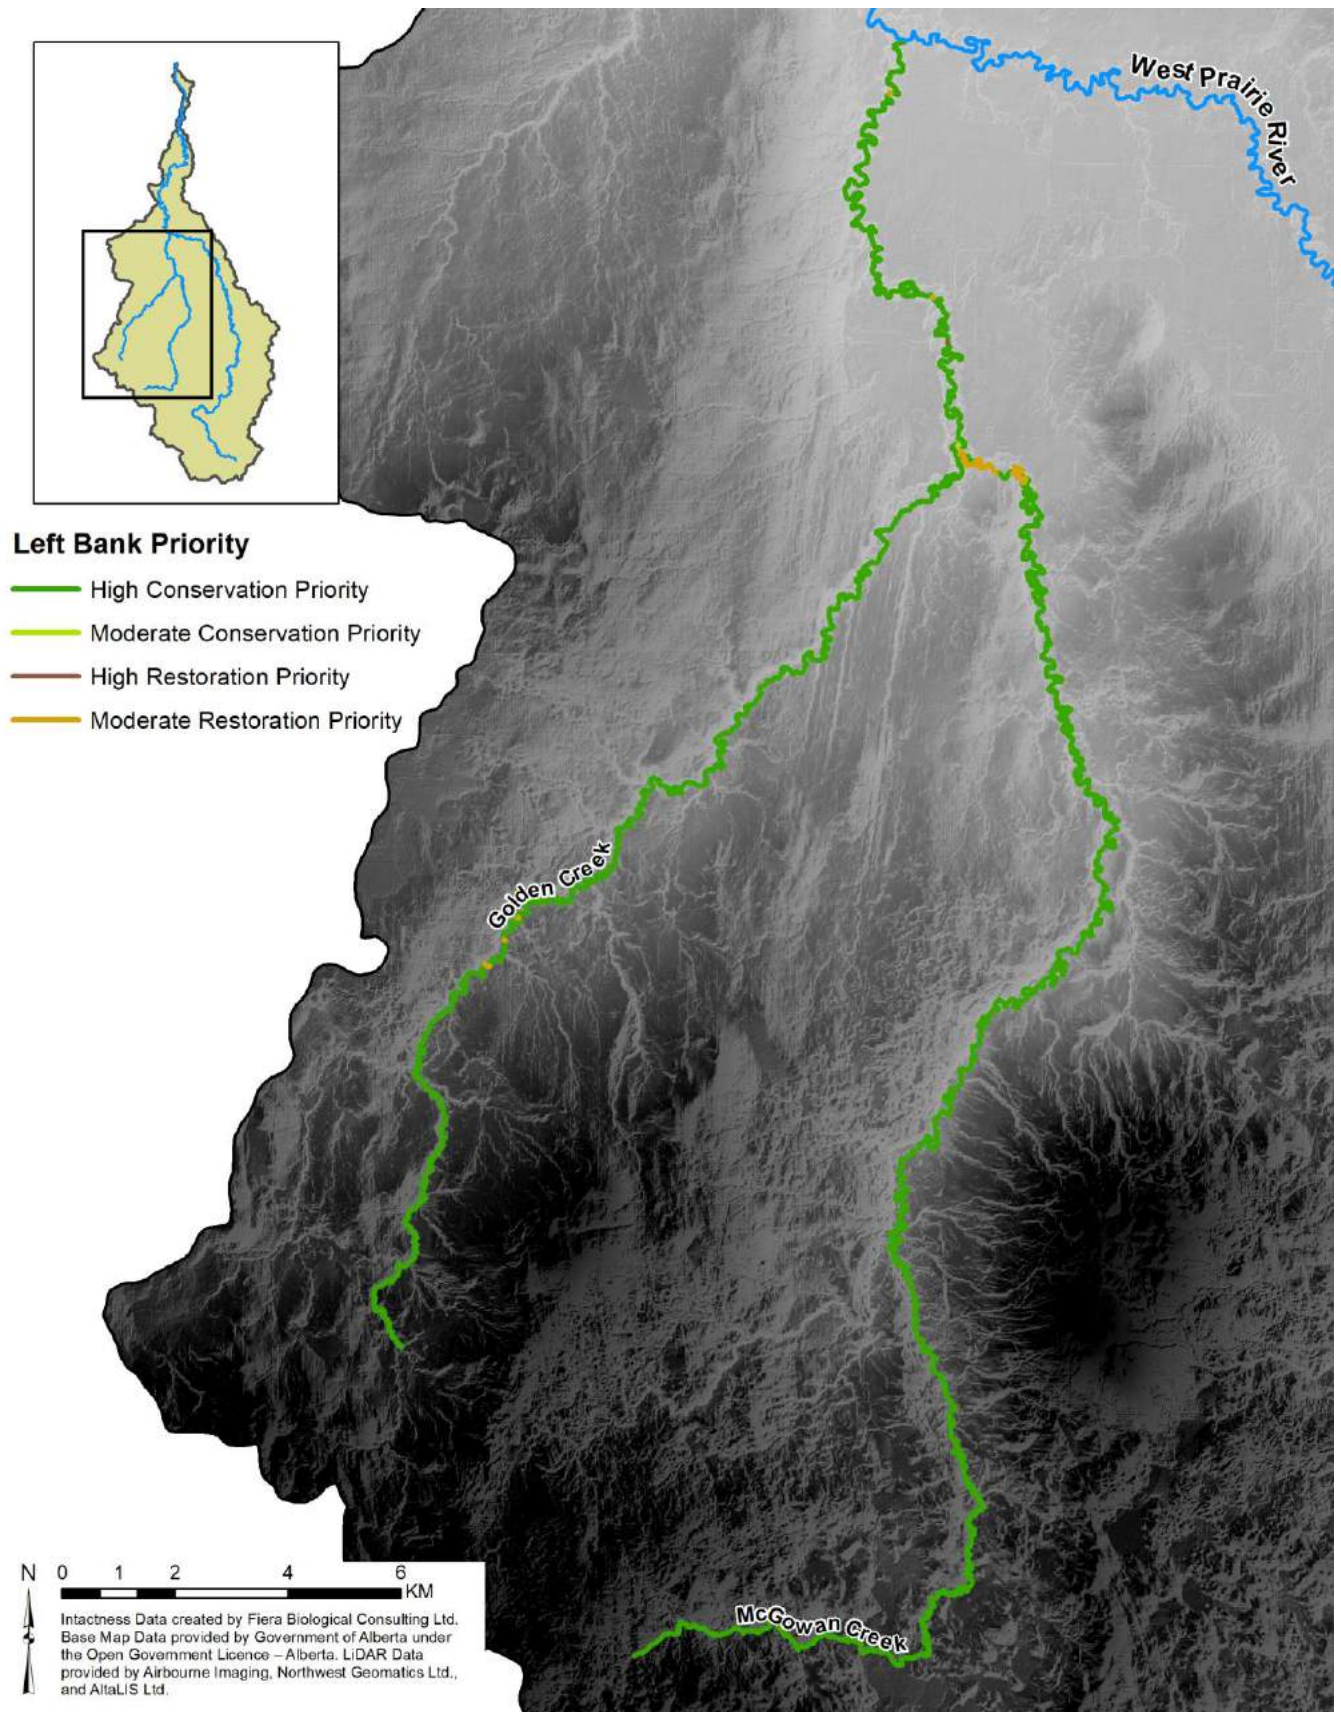 West Prairie River
Left Bank Priority
High Conservation Priority
Moderate Conservation Priority
High Restoration Priority
Moderate Restoration Priority
Golden Creek
McGowan Creek
N
0 1 2 4 6
KM
Intactness Data created by Fiera Biological Consulting Ltd.
Base Map Data provided by Government of Alberta under
the Open Government Licence – Alberta. LiDAR Data
provided by Airbourne Imaging, Northwest Geomatics Ltd.,
and AltaLIS Ltd.